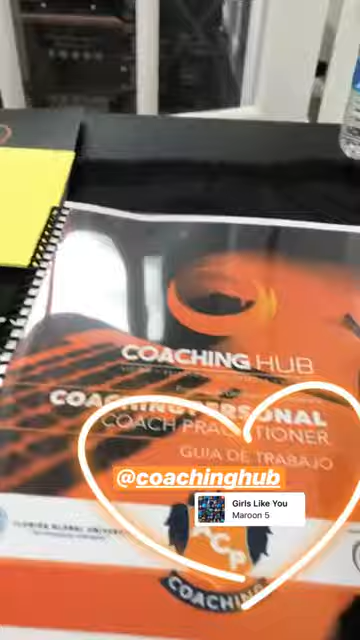 COACHING HUB
COACHING PERSONAL
COACH PRACTITIONER
GUIA DE TRABAJO
@coachinghub
Girls Like You
Maroon 5
FLORIDA GLOBAL UNIVERSITY
ACP
COACHING